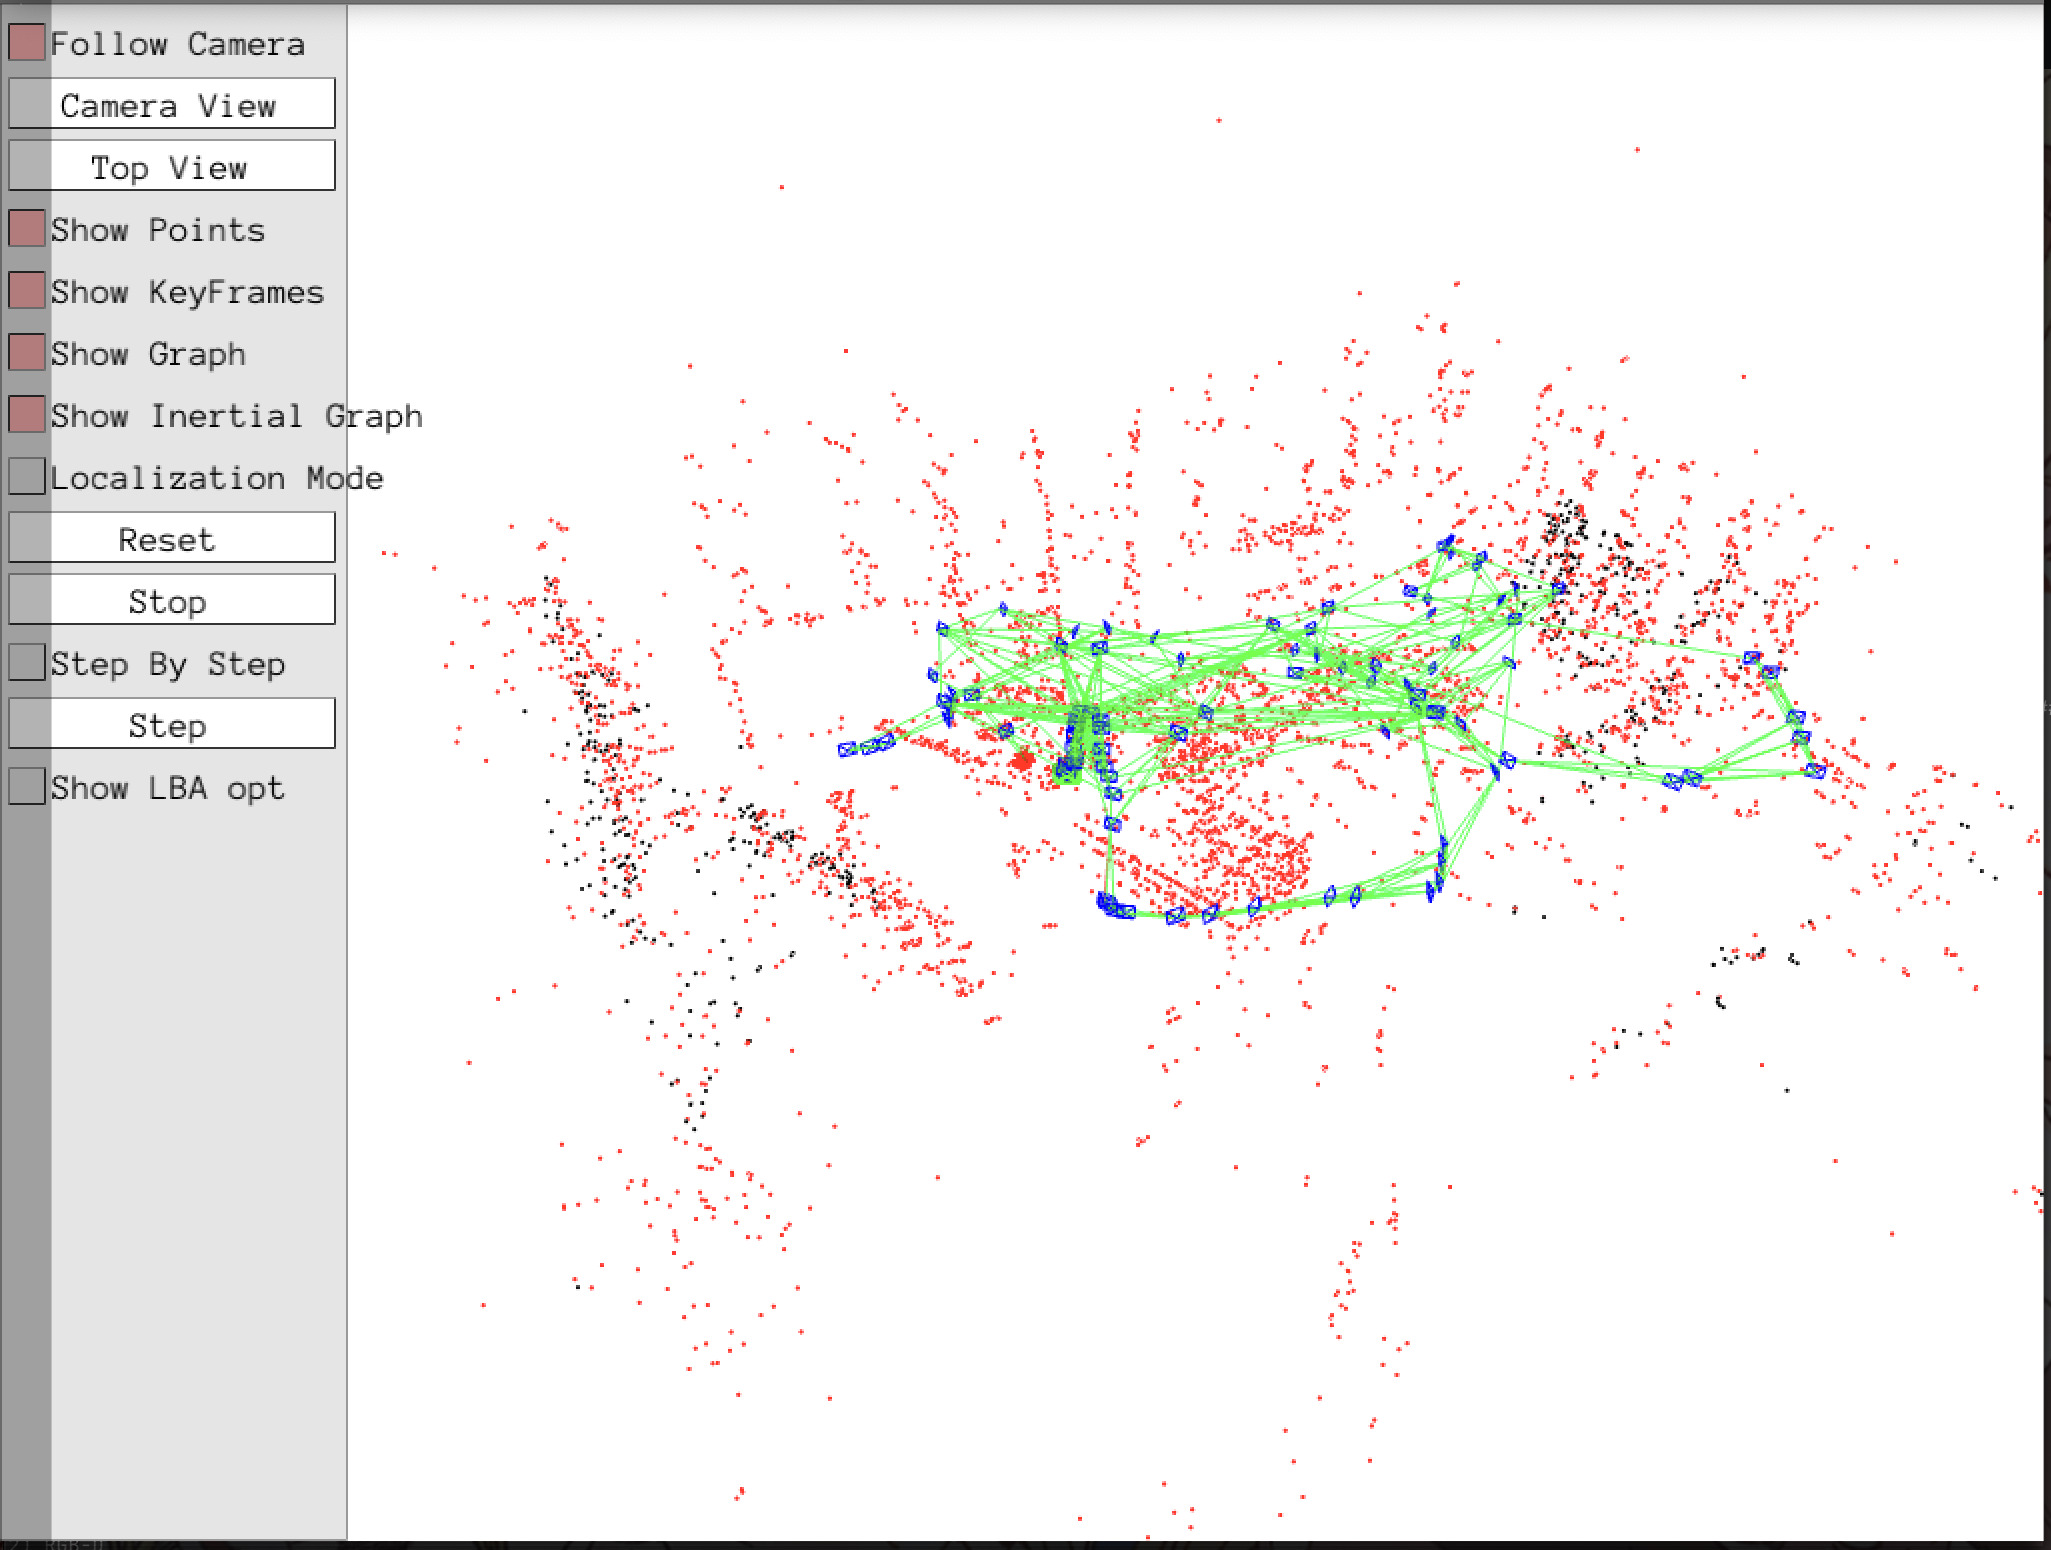 Follow Camera
Camera View
Top View
Show Points
Show KeyFrames
Show Graph
Show Inertial Graph
Localization Mode
Reset
Stop
Step By Step
Step
Show LBA opt